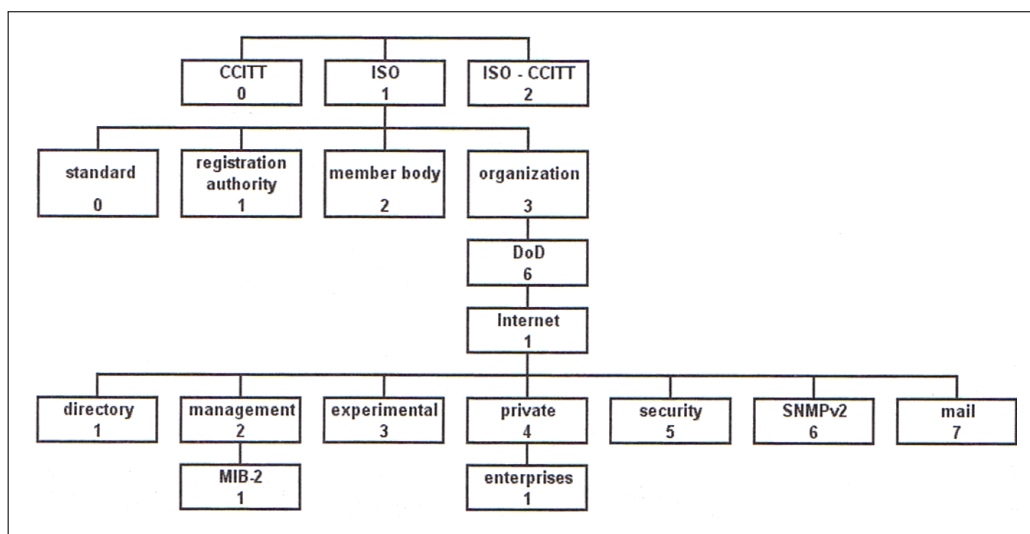 CCITT
0
ISO
1
ISO - CCITT
2
standard
0
registration
authority
1
member body
2
organization
3
DoD
6
Internet
1
directory
1
management
2
experimental
3
private
4
security
5
SNMPv2
6
mail
7
MIB-2
1
enterprises
1